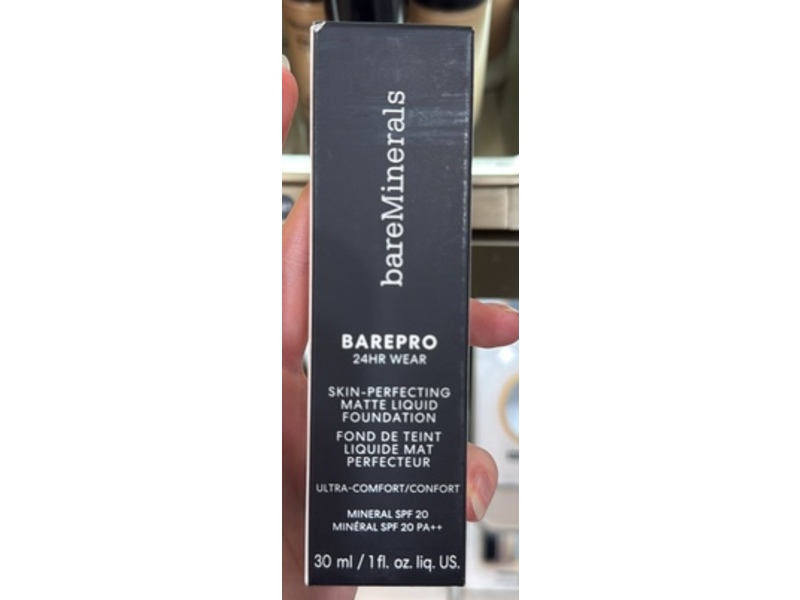 bareMinerals
BAREPRO
24HR WEAR
SKIN-PERFECTING
MATTE LIQUID
FOUNDATION
FOND DE TEINT
LIQUIDE MAT
PERFECTEUR
ULTRA-COMFORT/CONFORT
MINERAL SPF 20
MINÉRAL SPF 20 PA++
30 ml / 1 fl. oz. liq. US.